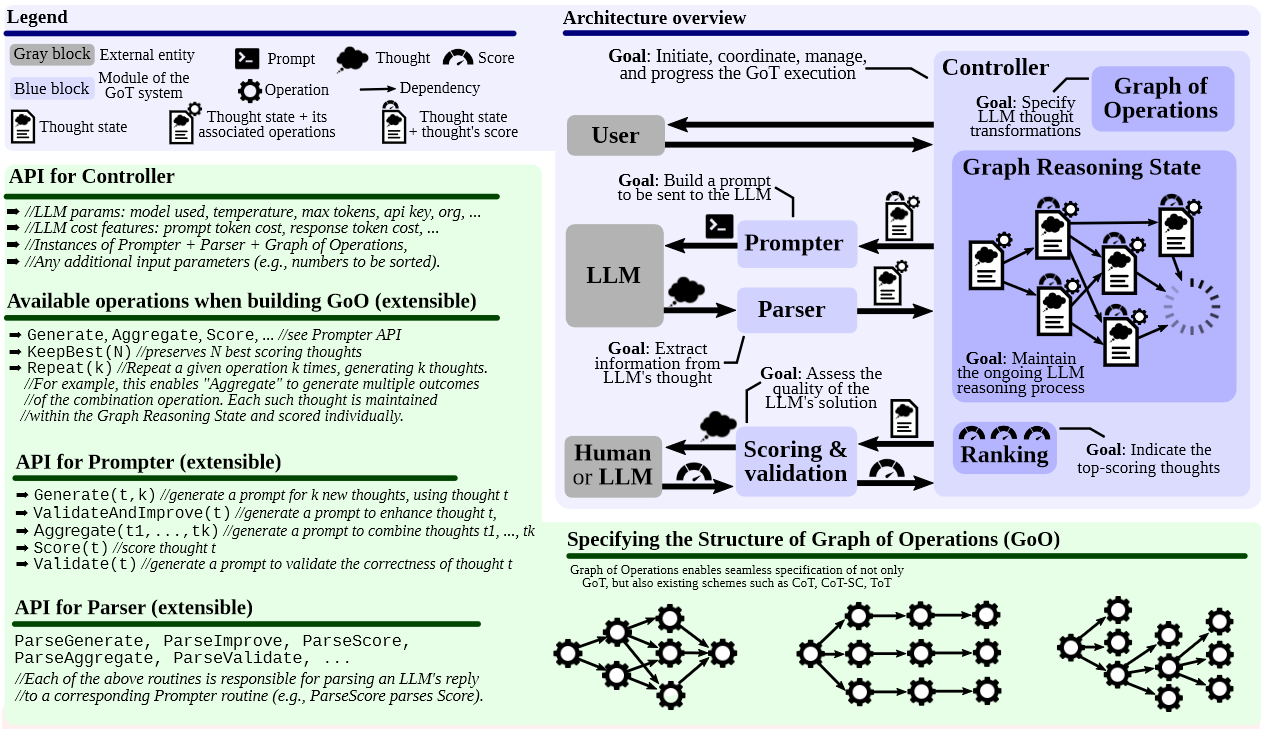 Legend
Gray block External entity
Prompt
Thought
Score
Blue block
Module of the
GoT system
Operation
Dependency
Thought state
Thought state + its
associated operations
Thought state
+ thought's score
API for Controller
➡ //LLM params: model used, temperature, max tokens, api key, org, ...
➡ //LLM cost features: prompt token cost, response token cost, ...
➡ //Instances of Prompter + Parser + Graph of Operations,
➡ //Any additional input parameters (e.g., numbers to be sorted).
Available operations when building GoO (extensible)
➡ Generate, Aggregate, Score, ... //see Prompter API
➡ KeepBest(N) //preserves N best scoring thoughts
➡ Repeat(k) //Repeat a given operation k times, generating k thoughts.
//For example, this enables "Aggregate" to generate multiple outcomes
//of the combination operation. Each such thought is maintained
//within the Graph Reasoning State and scored individually.
API for Prompter (extensible)
➡ Generate(t,k) //generate a prompt for k new thoughts, using thought t
➡ ValidateAndImprove(t) //generate a prompt to enhance thought t,
➡ Aggregate(t1,...,tk) //generate a prompt to combine thoughts t1, ..., tk
➡ Score(t) //score thought t
➡ Validate(t) //generate a prompt to validate the correctness of thought t
API for Parser (extensible)
ParseGenerate, ParseImprove, ParseScore,
ParseAggregate, ParseValidate, ...
//Each of the above routines is responsible for parsing an LLM's reply
//to a corresponding Prompter routine (e.g., ParseScore parses Score).
Architecture overview
Goal: Initiate, coordinate, manage,
and progress the GoT execution
Controller
Graph of
Operations
Goal: Specify
LLM thought
transformations
User
Graph Reasoning State
Goal: Build a prompt
to be sent to the LLM
Prompter
LLM
Parser
Goal: Extract
information from
LLM's thought
Goal: Maintain
the ongoing LLM
reasoning process
Goal: Assess the
quality of the
LLM's solution
Human
or LLM
Scoring &
validation
Ranking
Goal: Indicate the
top-scoring thoughts
Specifying the Structure of Graph of Operations (GoO)
Graph of Operations enables seamless specification of not only
GoT, but also existing schemes such as CoT, CoT-SC, ToT